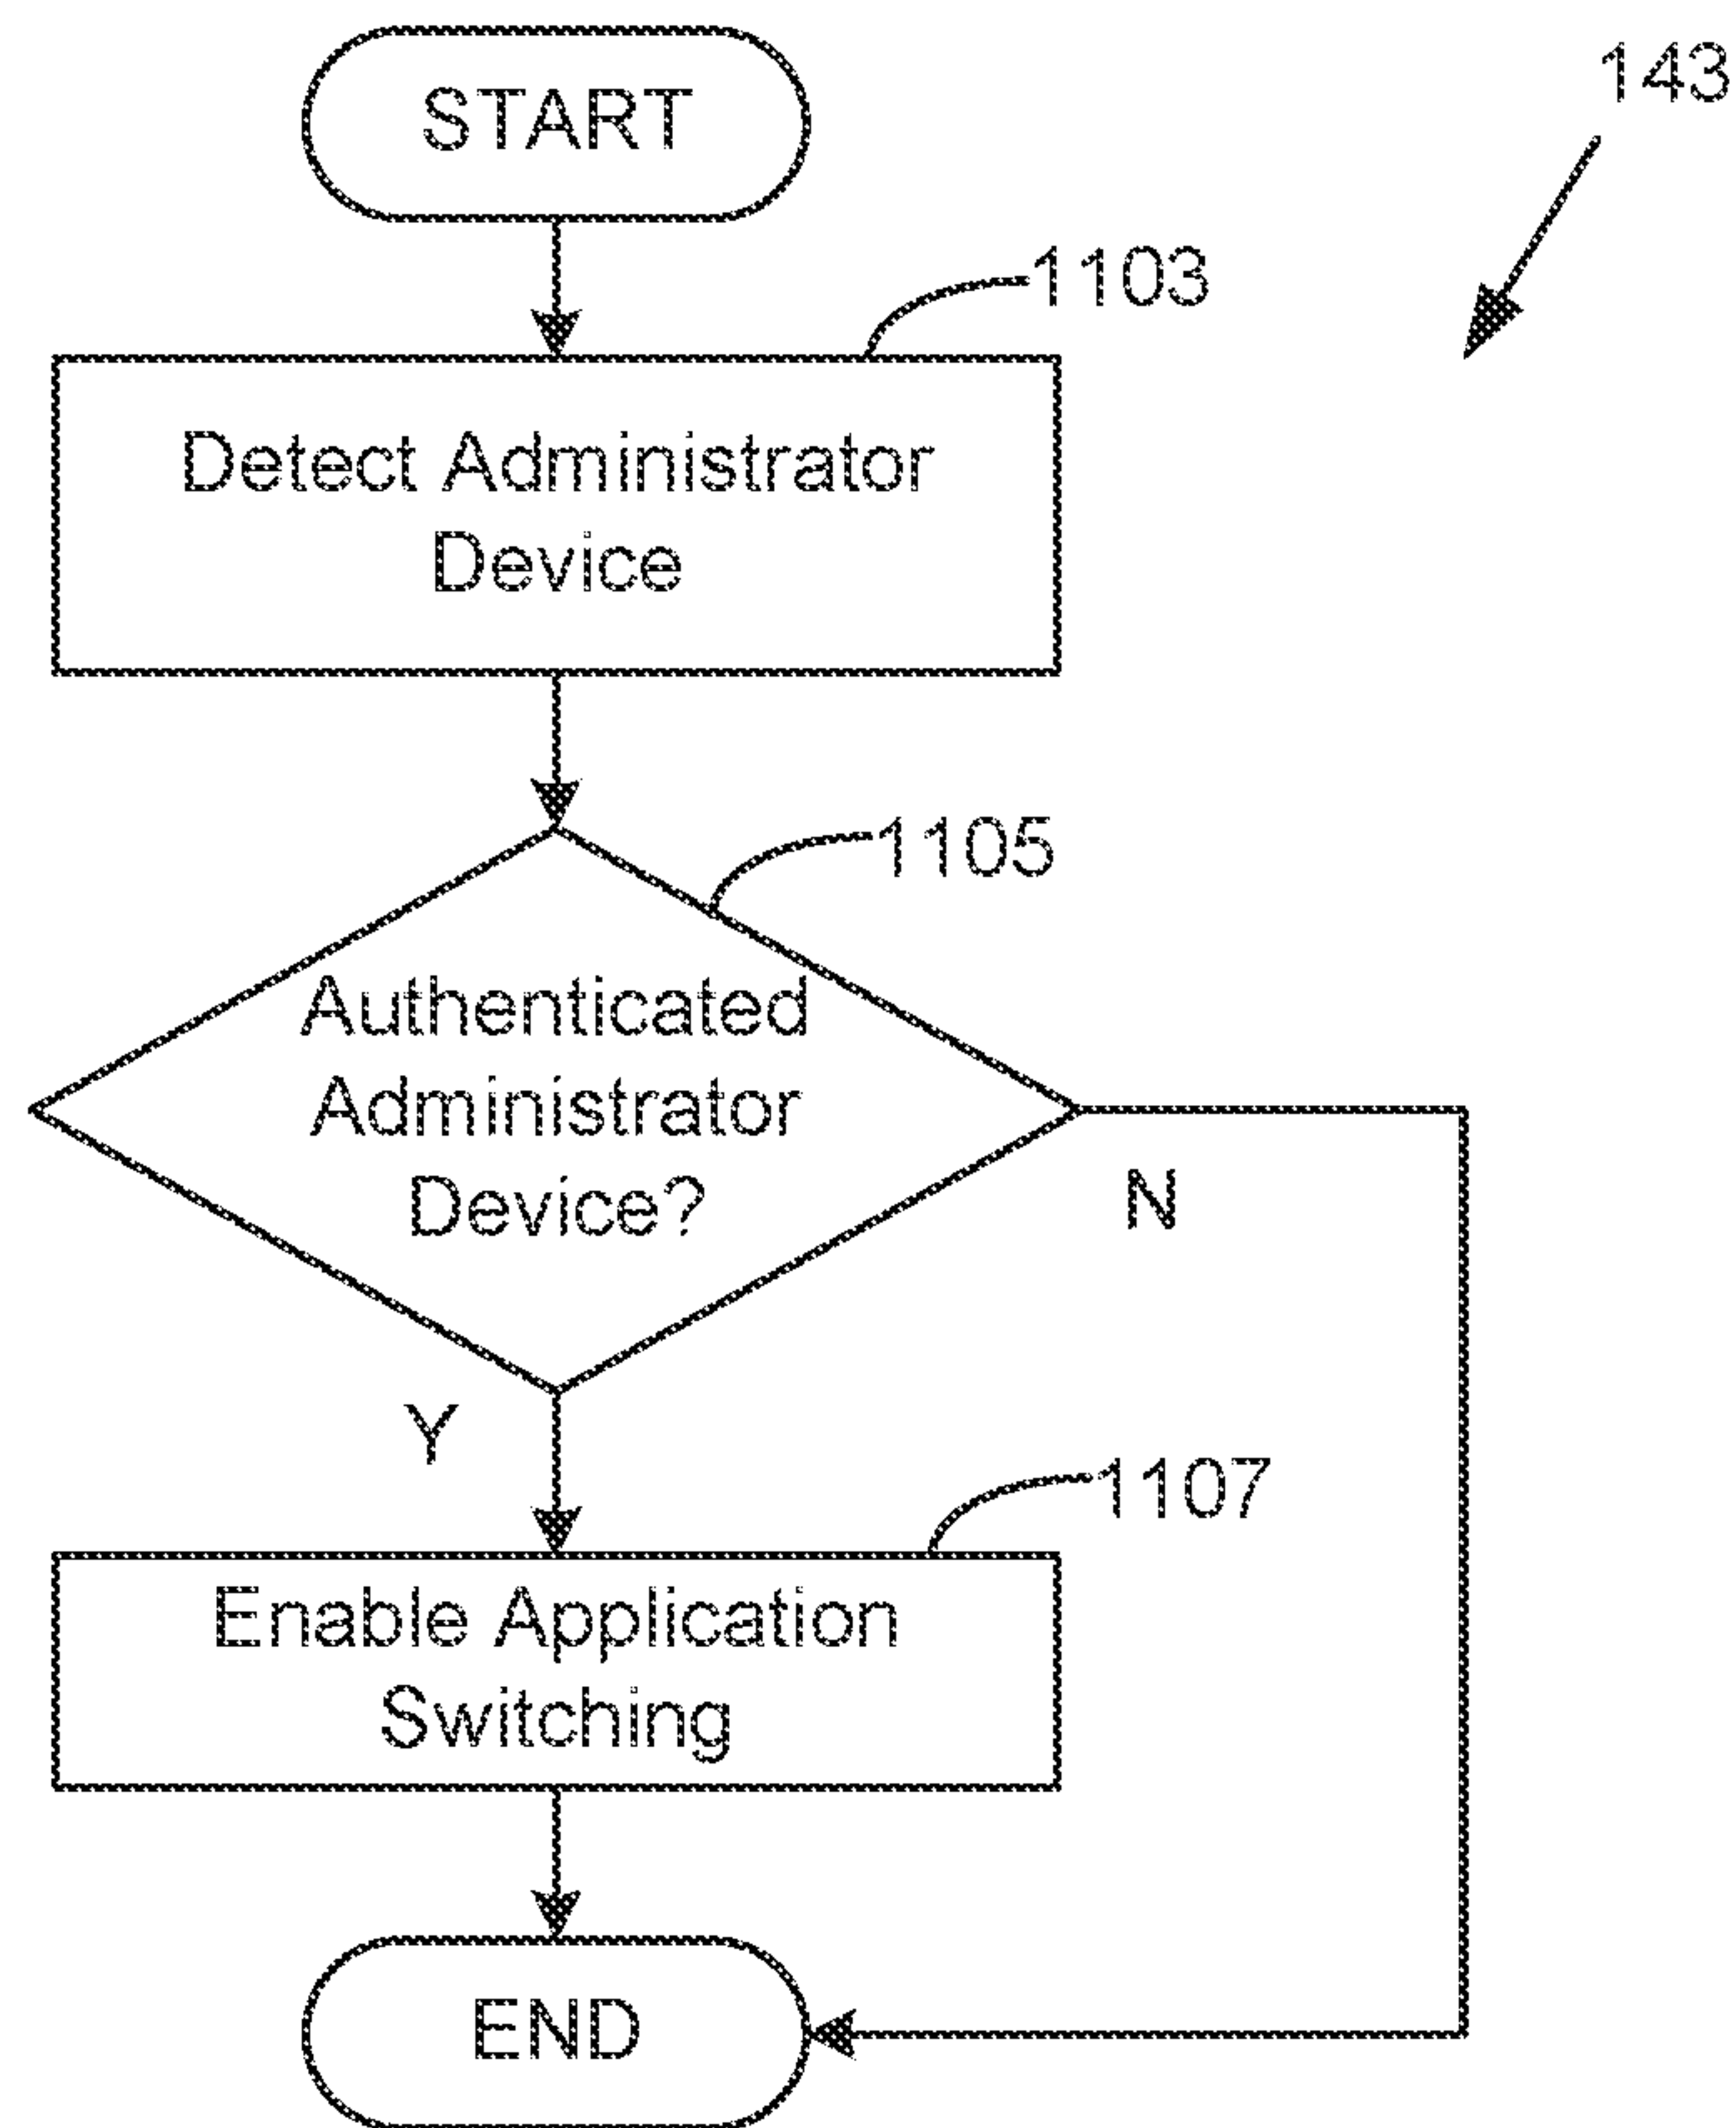 START
143
1103
Detect Administrator
Device
1105
Authenticated
Administrator
Device?
N
Y
1107
Enable Application
Switching
END